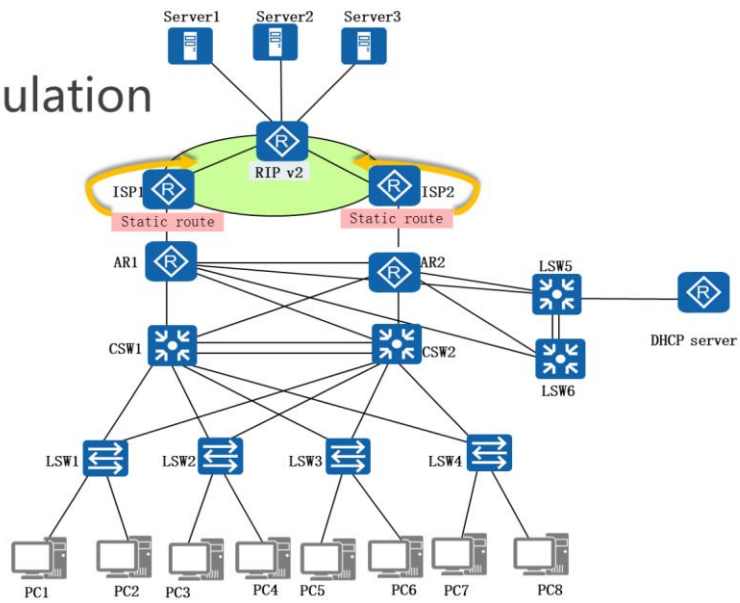 Server1 Server2 Server3
ulation
R
RIP v2
ISP1 R R ISP2
Static route Static route
AR1 R R AR2
LSW5
R
DHCP server
CSW1 CSW2
LSW6
LSW1 LSW2 LSW3 LSW4
PC1 PC2 PC3 PC4 PC5 PC6 PC7 PC8